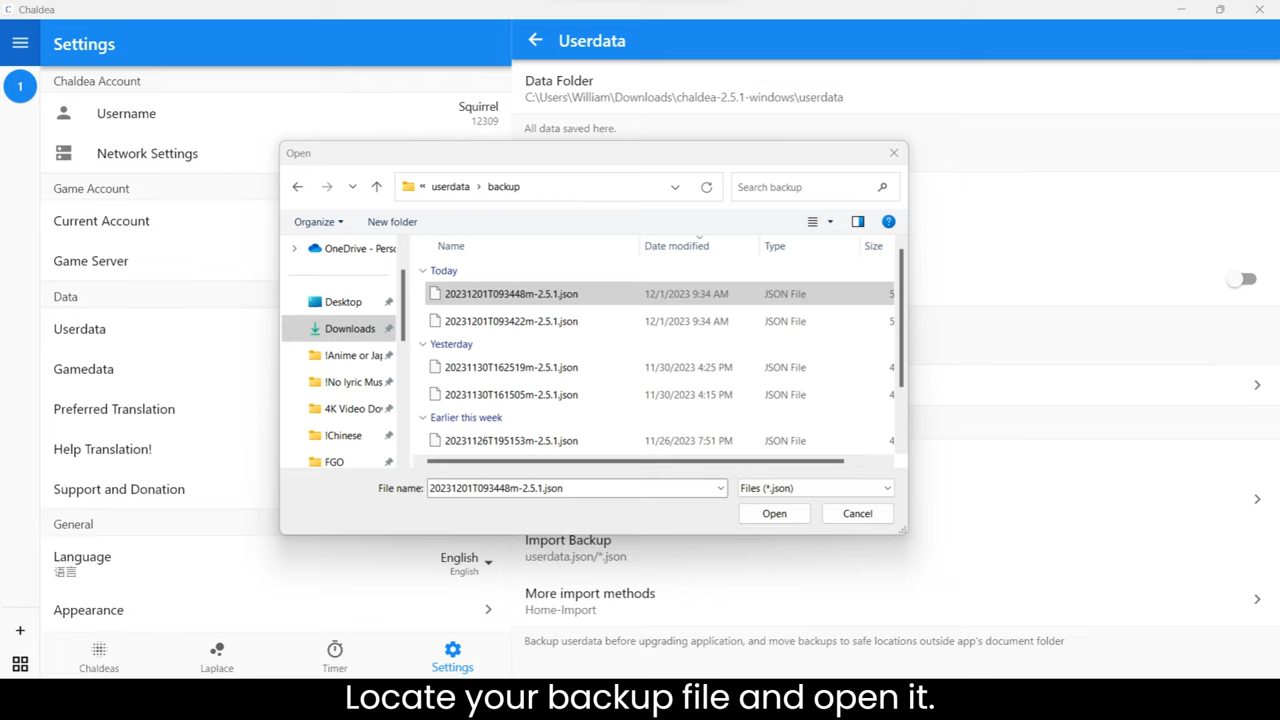 Chaldea
Settings
1
Chaldea Account
Username
Squirrel
12309
Network Settings
Game Account
Current Account
Game Server
Data
Userdata
Gamedata
Preferred Translation
Help Translation!
Support and Donation
General
Language
语言
English
English
Appearance
Chaldeas
Laplace
Timer
Settings
Userdata
Data Folder
C:\Users\William\Downloads\chaldea-2.5.1-windows\userdata
All data saved here.
Open
« userdata › backup
Search backup
Organize
New folder
?
OneDrive - Perso
Desktop
Downloads
!Anime or Jap
!No lyric Mus
4K Video Do
!Chinese
FGO
Name Date modified Type Size
Today
20231201T093448m-2.5.1.json 12/1/2023 9:34 AM JSON File 5
20231201T093422m-2.5.1.json 12/1/2023 9:34 AM JSON File 5
Yesterday
20231130T162519m-2.5.1.json 11/30/2023 4:25 PM JSON File 4
20231130T161505m-2.5.1.json 11/30/2023 4:15 PM JSON File 4
Earlier this week
20231126T195153m-2.5.1.json 11/26/2023 7:51 PM JSON File 4
File name: 20231201T093448m-2.5.1.json Files (*.json)
Open Cancel
Import Backup
userdata.json/*.json
More import methods
Home-Import
Backup userdata before upgrading application, and move backups to safe locations outside app's document folder
Locate your backup file and open it.